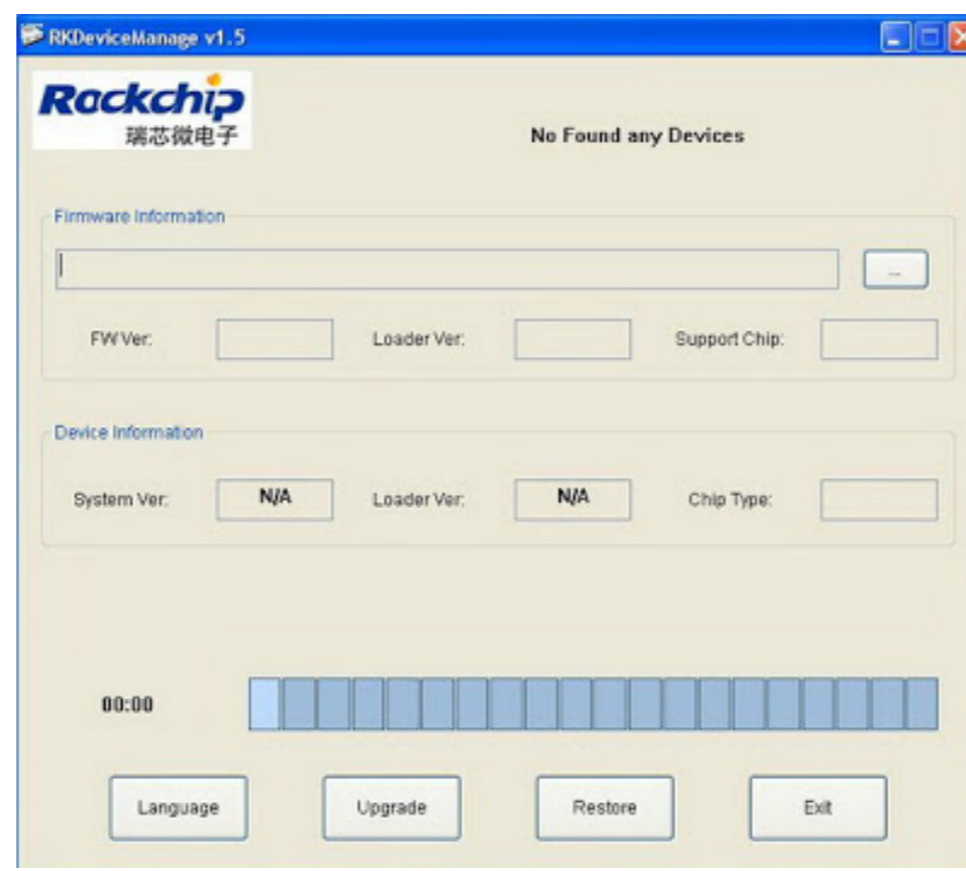 RKDeviceManage v1.5
Rockchip
瑞芯微电子
No Found any Devices
Firmware Information
...
FW Ver:
Loader Ver:
Support Chip:
Device Information
System Ver: N/A
Loader Ver: N/A
Chip Type:
00:00
Language
Upgrade
Restore
Exit